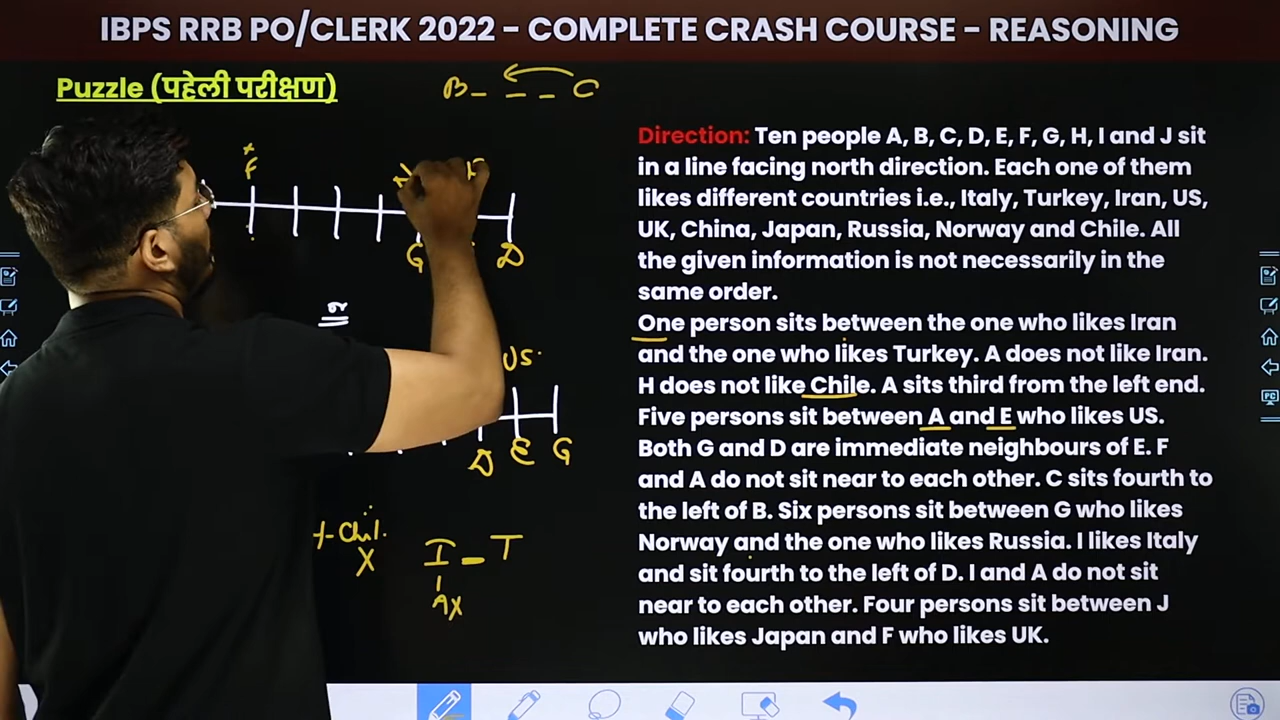 IBPS RRB PO/CLERK 2022 - COMPLETE CRASH COURSE - REASONING
Puzzle (पहेली परीक्षण)
B _ _ _ C
x
F
G
D
or
US.
D E G
Chil.
X
I _ T
AX
Direction: Ten people A, B, C, D, E, F, G, H, I and J sit
in a line facing north direction. Each one of them
likes different countries i.e., Italy, Turkey, Iran, US,
UK, China, Japan, Russia, Norway and Chile. All
the given information is not necessarily in the
same order.
One person sits between the one who likes Iran
and the one who likes Turkey. A does not like Iran.
H does not like Chile. A sits third from the left end.
Five persons sit between A and E who likes US.
Both G and D are immediate neighbours of E. F
and A do not sit near to each other. C sits fourth to
the left of B. Six persons sit between G who likes
Norway and the one who likes Russia. I likes Italy
and sit fourth to the left of D. I and A do not sit
near to each other. Four persons sit between J
who likes Japan and F who likes UK.